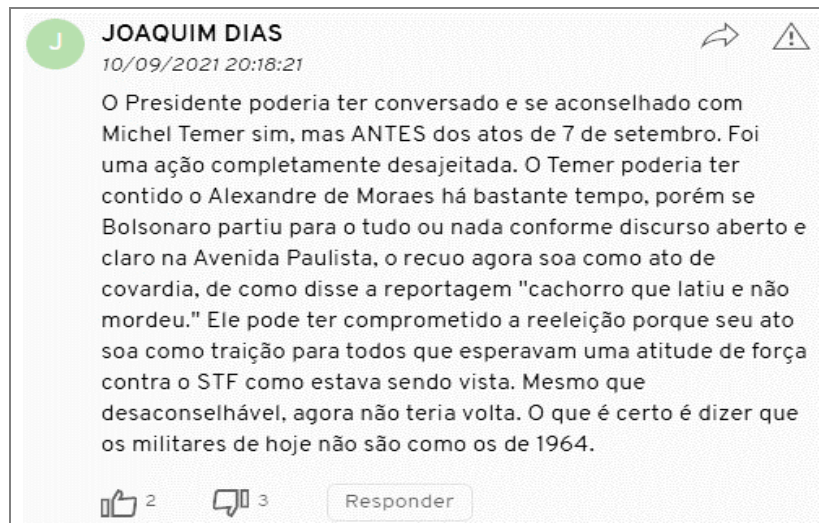 J
JOAQUIM DIAS
10/09/2021 20:18:21
O Presidente poderia ter conversado e se aconselhado com
Michel Temer sim, mas ANTES dos atos de 7 de setembro. Foi
uma ação completamente desajeitada. O Temer poderia ter
contido o Alexandre de Moraes há bastante tempo, porém se
Bolsonaro partiu para o tudo ou nada conforme discurso aberto e
claro na Avenida Paulista, o recuo agora soa como ato de
covardia, de como disse a reportagem "cachorro que latiu e não
mordeu." Ele pode ter comprometido a reeleição porque seu ato
soa como traição para todos que esperavam uma atitude de força
contra o STF como estava sendo vista. Mesmo que
desaconselhável, agora não teria volta. O que é certo é dizer que
os militares de hoje não são como os de 1964.
2 3 Responder